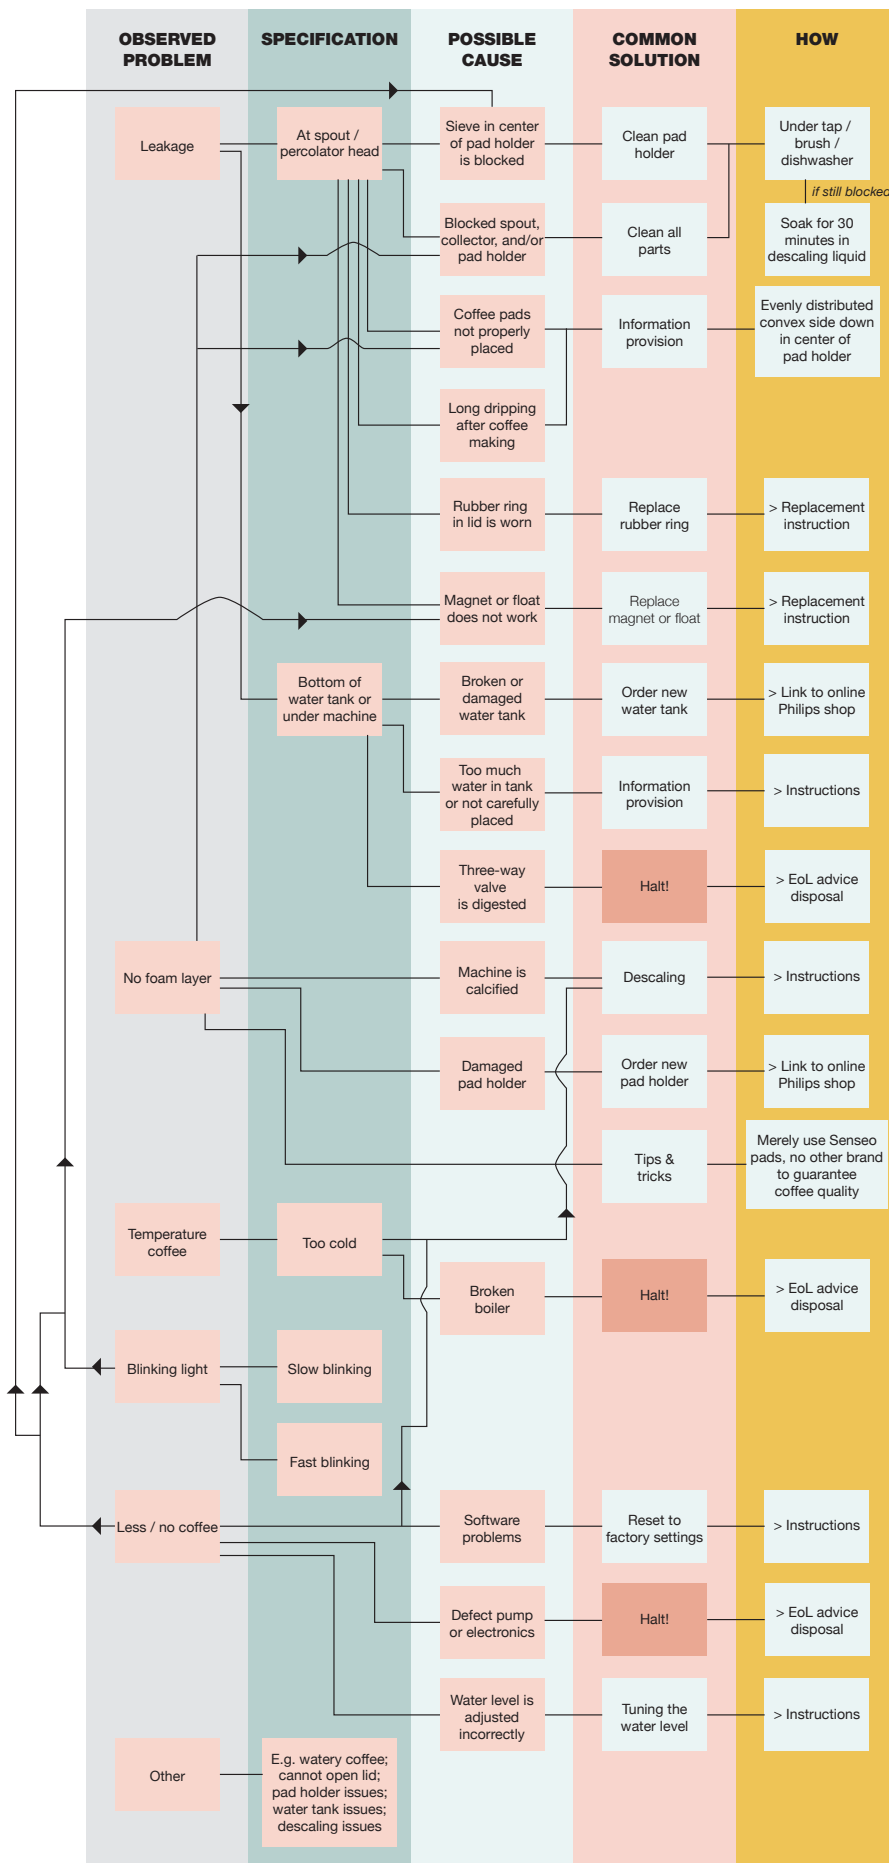 OBSERVED
PROBLEM
SPECIFICATION
POSSIBLE
CAUSE
COMMON
SOLUTION
HOW
Leakage
At spout /
percolator head
Sieve in center
of pad holder
is blocked
Clean pad
holder
Under tap /
brush /
dishwasher
if still blocked
Blocked spout,
collector, and/or
pad holder
Clean all
parts
Soak for 30
minutes in
descaling liquid
Coffee pads
not properly
placed
Information
provision
Evenly distributed
convex side down
in center of
pad holder
Long dripping
after coffee
making
Rubber ring
in lid is worn
Replace
rubber ring
> Replacement
instruction
Magnet or float
does not work
Replace
magnet or float
> Replacement
instruction
Bottom of
water tank or
under machine
Broken or
damaged
water tank
Order new
water tank
> Link to online
Philips shop
Too much
water in tank
or not carefully
placed
Information
provision
> Instructions
Three-way
valve
is digested
Halt!
> EoL advice
disposal
No foam layer
Machine is
calcified
Descaling
> Instructions
Damaged
pad holder
Order new
pad holder
> Link to online
Philips shop
Tips &
tricks
Merely use Senseo
pads, no other brand
to guarantee
coffee quality
Temperature
coffee
Too cold
Broken
boiler
Halt!
> EoL advice
disposal
Blinking light
Slow blinking
Fast blinking
Less / no coffee
Software
problems
Reset to
factory settings
> Instructions
Defect pump
or electronics
Halt!
> EoL advice
disposal
Water level is
adjusted
incorrectly
Tuning the
water level
> Instructions
Other
E.g. watery coffee;
cannot open lid;
pad holder issues;
water tank issues;
descaling issues